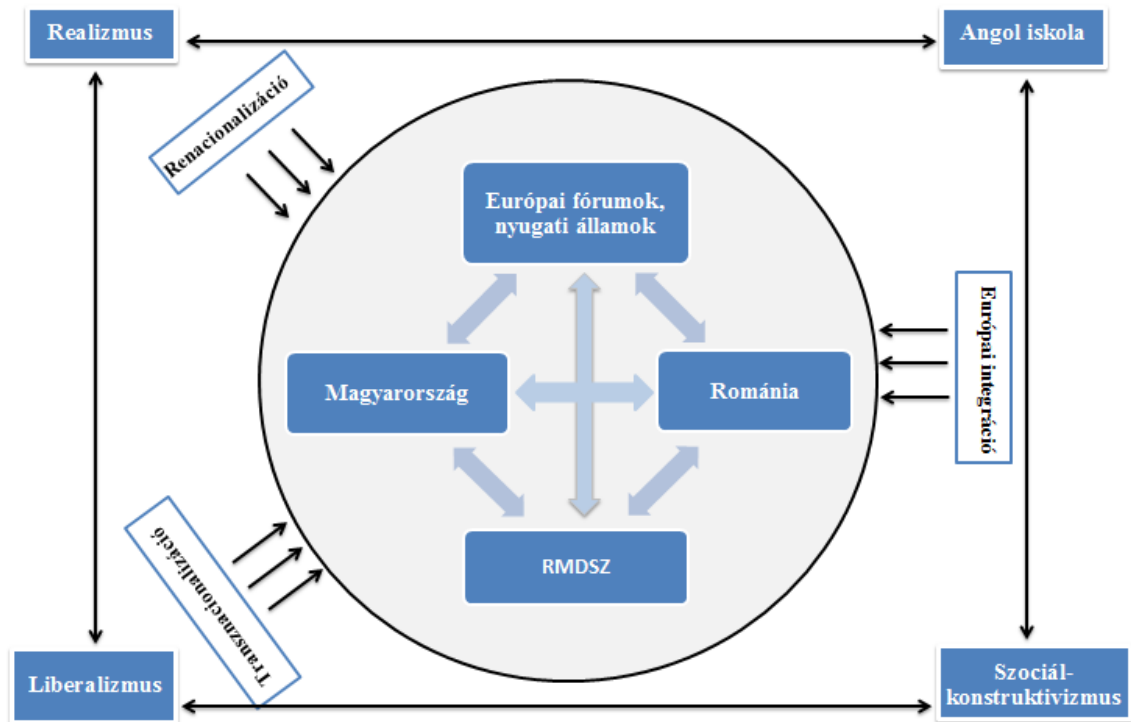 Realizmus
Angol iskola
Renacionalizáció
Európai fórumok,
nyugati államok
Európai integráció
Magyarország
Románia
RMDSZ
Transznacionalizáció
Liberalizmus
Szociál-
konstruktivizmus